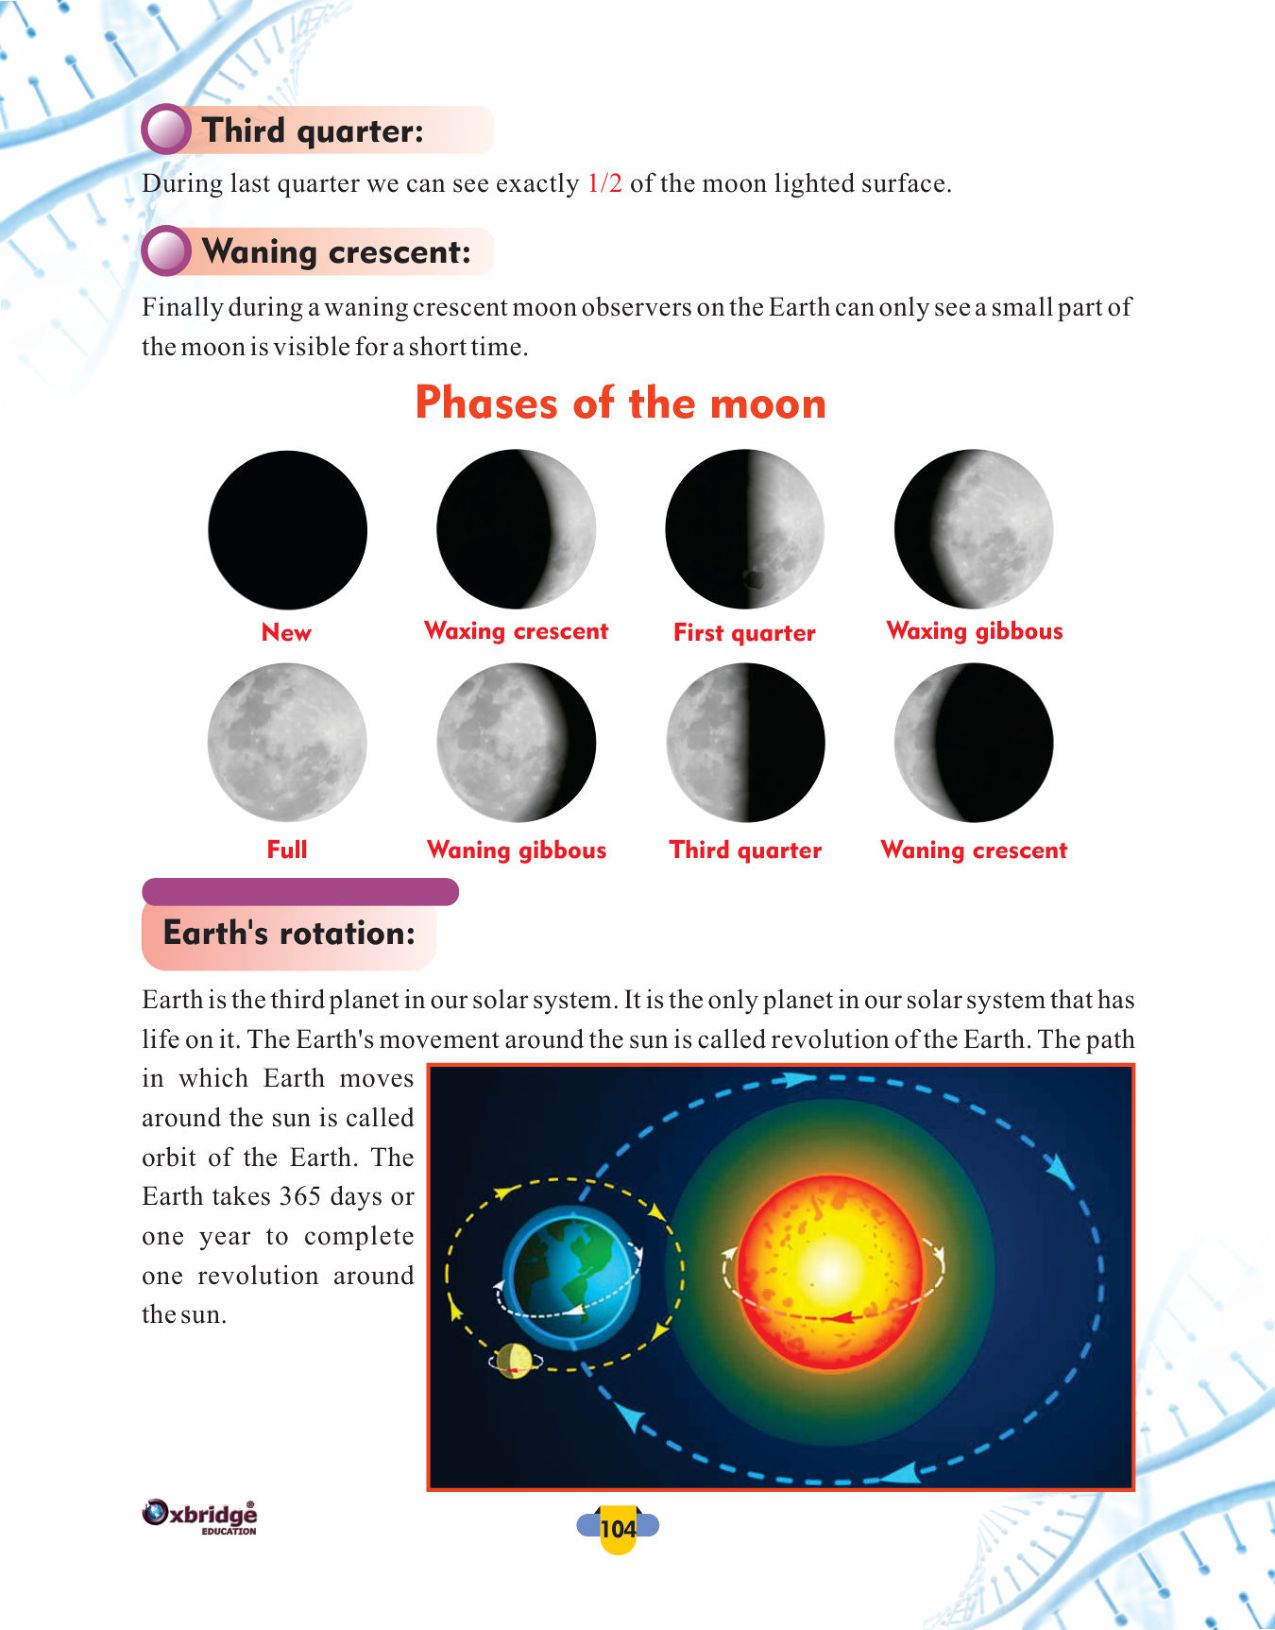 Third quarter:
During last quarter we can see exactly 1/2 of the moon lighted surface.
Waning crescent:
Finally during a waning crescent moon observers on the Earth can only see a small part of
the moon is visible for a short time.
Phases of the moon
New
Waxing crescent
First quarter
Waxing gibbous
Full
Waning gibbous
Third quarter
Waning crescent
Earth's rotation:
Earth is the third planet in our solar system. It is the only planet in our solar system that has
life on it. The Earth's movement around the sun is called revolution of the Earth. The path
in which Earth moves
around the sun is called
orbit of the Earth. The
Earth takes 365 days or
one year to complete
one revolution around
the sun.
Oxbridge®
EDUCATION
104